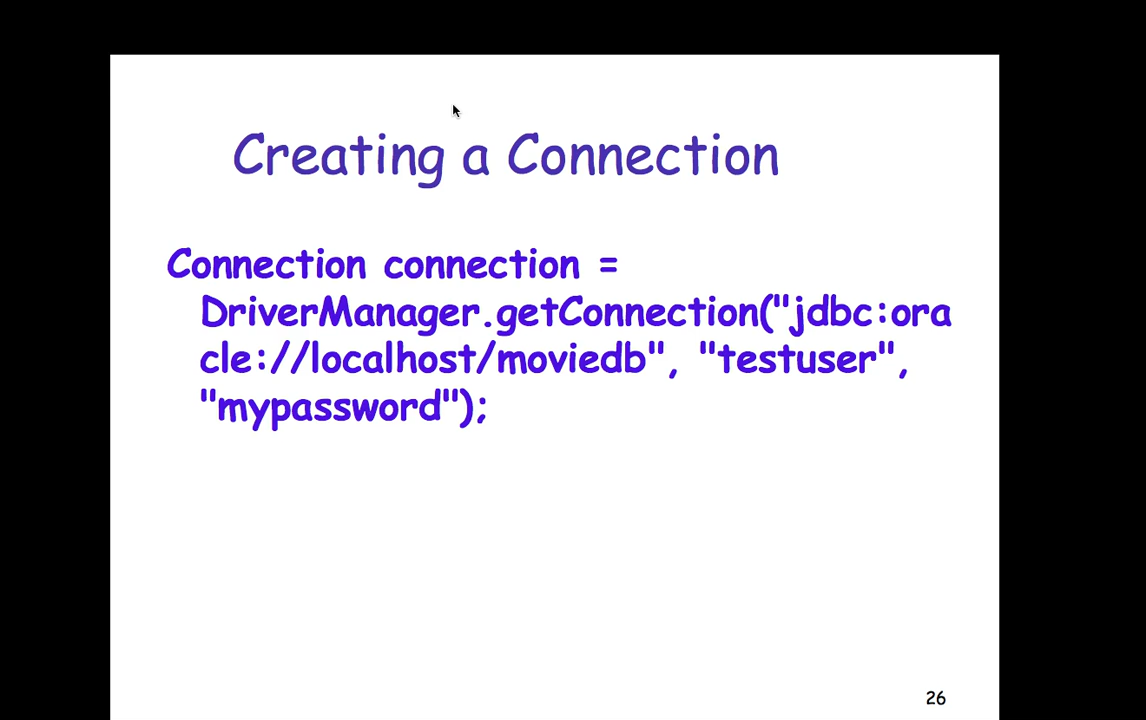 Creating a Connection
Connection connection =
DriverManager.getConnection("jdbc:ora
cle://localhost/moviedb", "testuser",
"mypassword");
26